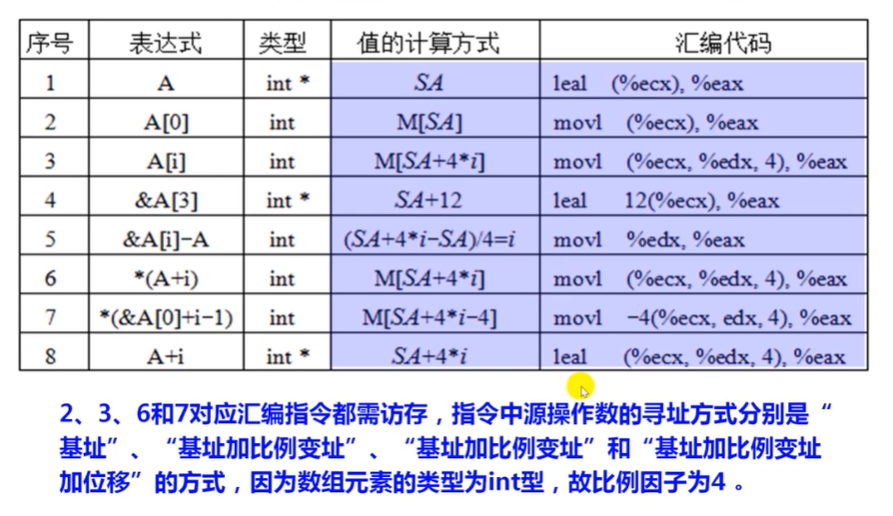 序号 表达式 类型 值的计算方式 汇编代码
1 A int * SA leal (%ecx), %eax
2 A[0] int M[SA] movl (%ecx), %eax
3 A[i] int M[SA+4*i] movl (%ecx, %edx, 4), %eax
4 &A[3] int * SA+12 leal 12(%ecx), %eax
5 &A[i]−A int (SA+4*i−SA)/4=i movl %edx, %eax
6 *(A+i) int M[SA+4*i] movl (%ecx, %edx, 4), %eax
7 *(&A[0]+i−1) int M[SA+4*i−4] movl −4(%ecx, edx, 4), %eax
8 A+i int * SA+4*i leal (%ecx, %edx, 4), %eax
2、3、6和7对应汇编指令都需访存，指令中源操作数的寻址方式分别是“
基址”、“基址加比例变址”、“基址加比例变址”和“基址加比例变址
加位移”的方式，因为数组元素的类型为int型，故比例因子为4 。